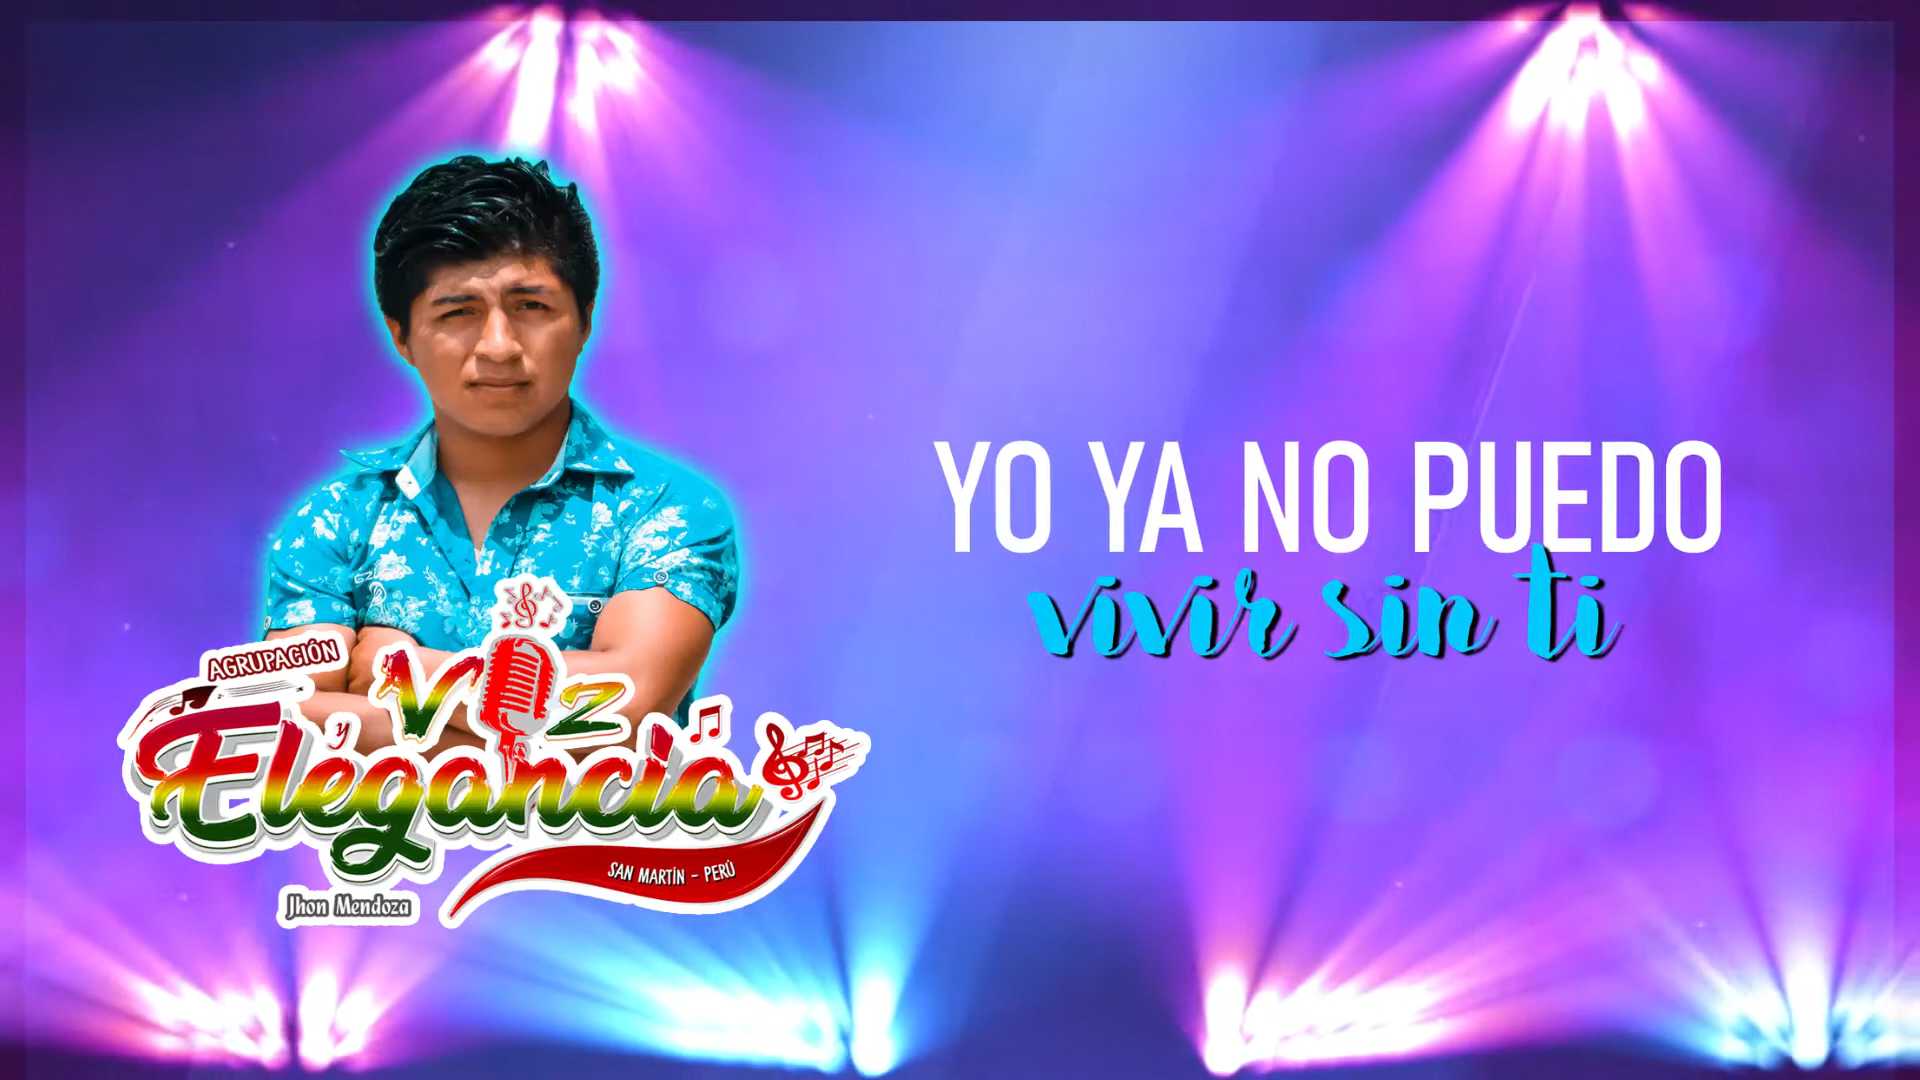 YO YA NO PUEDO
vivir sin ti
AGRUPACIÓN
VOZ
y
Elegancia
SAN MARTÍN - PERÚ
Jhon Mendoza